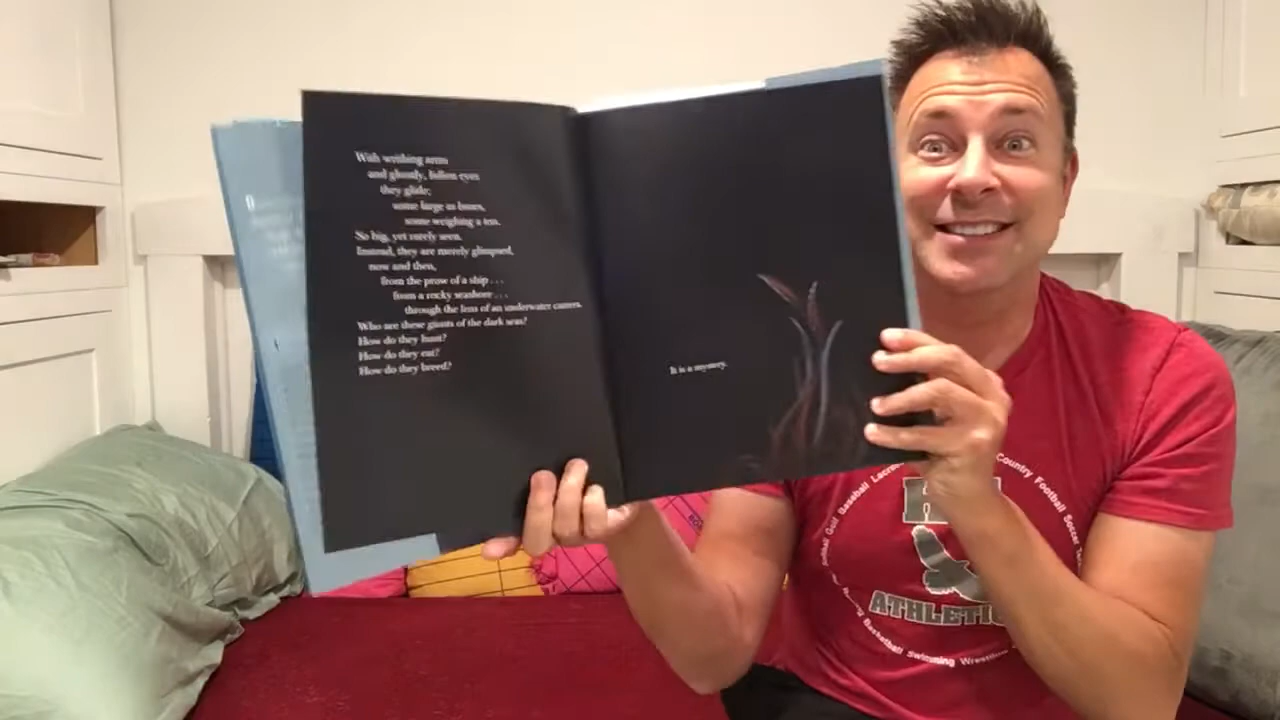 With writhing arms
and ghostly, lidless eyes
they glide;
some large as buses,
some weighing a ton.
So big, yet rarely seen.
Instead, they are merely glimpsed,
now and then,
from the prow of a ship . . .
from a rocky seashore . . .
through the lens of an underwater camera.
Who are these giants of the dark seas?
How do they hunt?
How do they eat?
How do they breed?
It is a mystery.
Country Football Soccer
Golf Baseball
ATHLETIC
Basketball Swimming